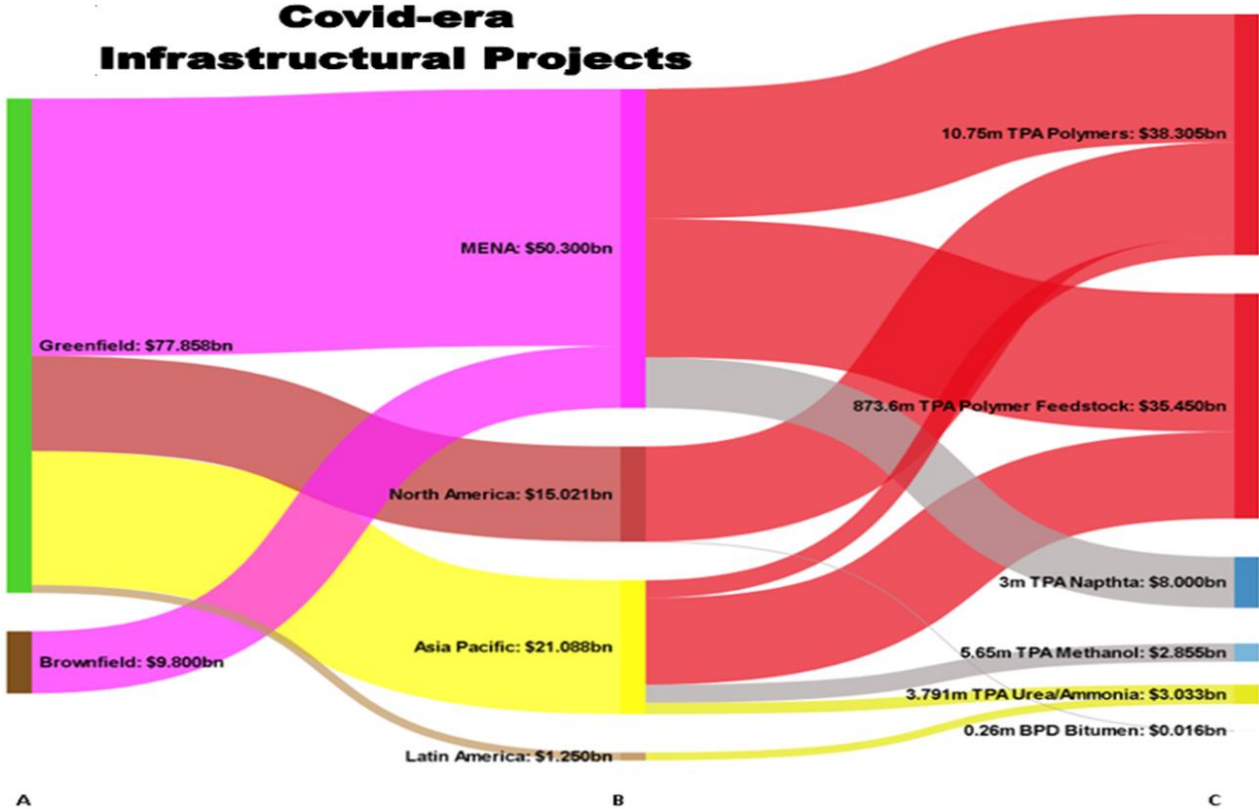 Covid-era
Infrastructural Projects
10.75m TPA Polymers: $38.305bn
MENA: $50.300bn
Greenfield: $77.858bn
873.6m TPA Polymer Feedstock: $35.450bn
North America: $15.021bn
3m TPA Napthta: $8.000bn
Asia Pacific: $21.088bn
5.65m TPA Methanol: $2.855bn
Brownfield: $9.800bn
3.791m TPA Urea/Ammonia: $3.033bn
0.26m BPD Bitumen: $0.016bn
Latin America: $1.250bn
A
B
C